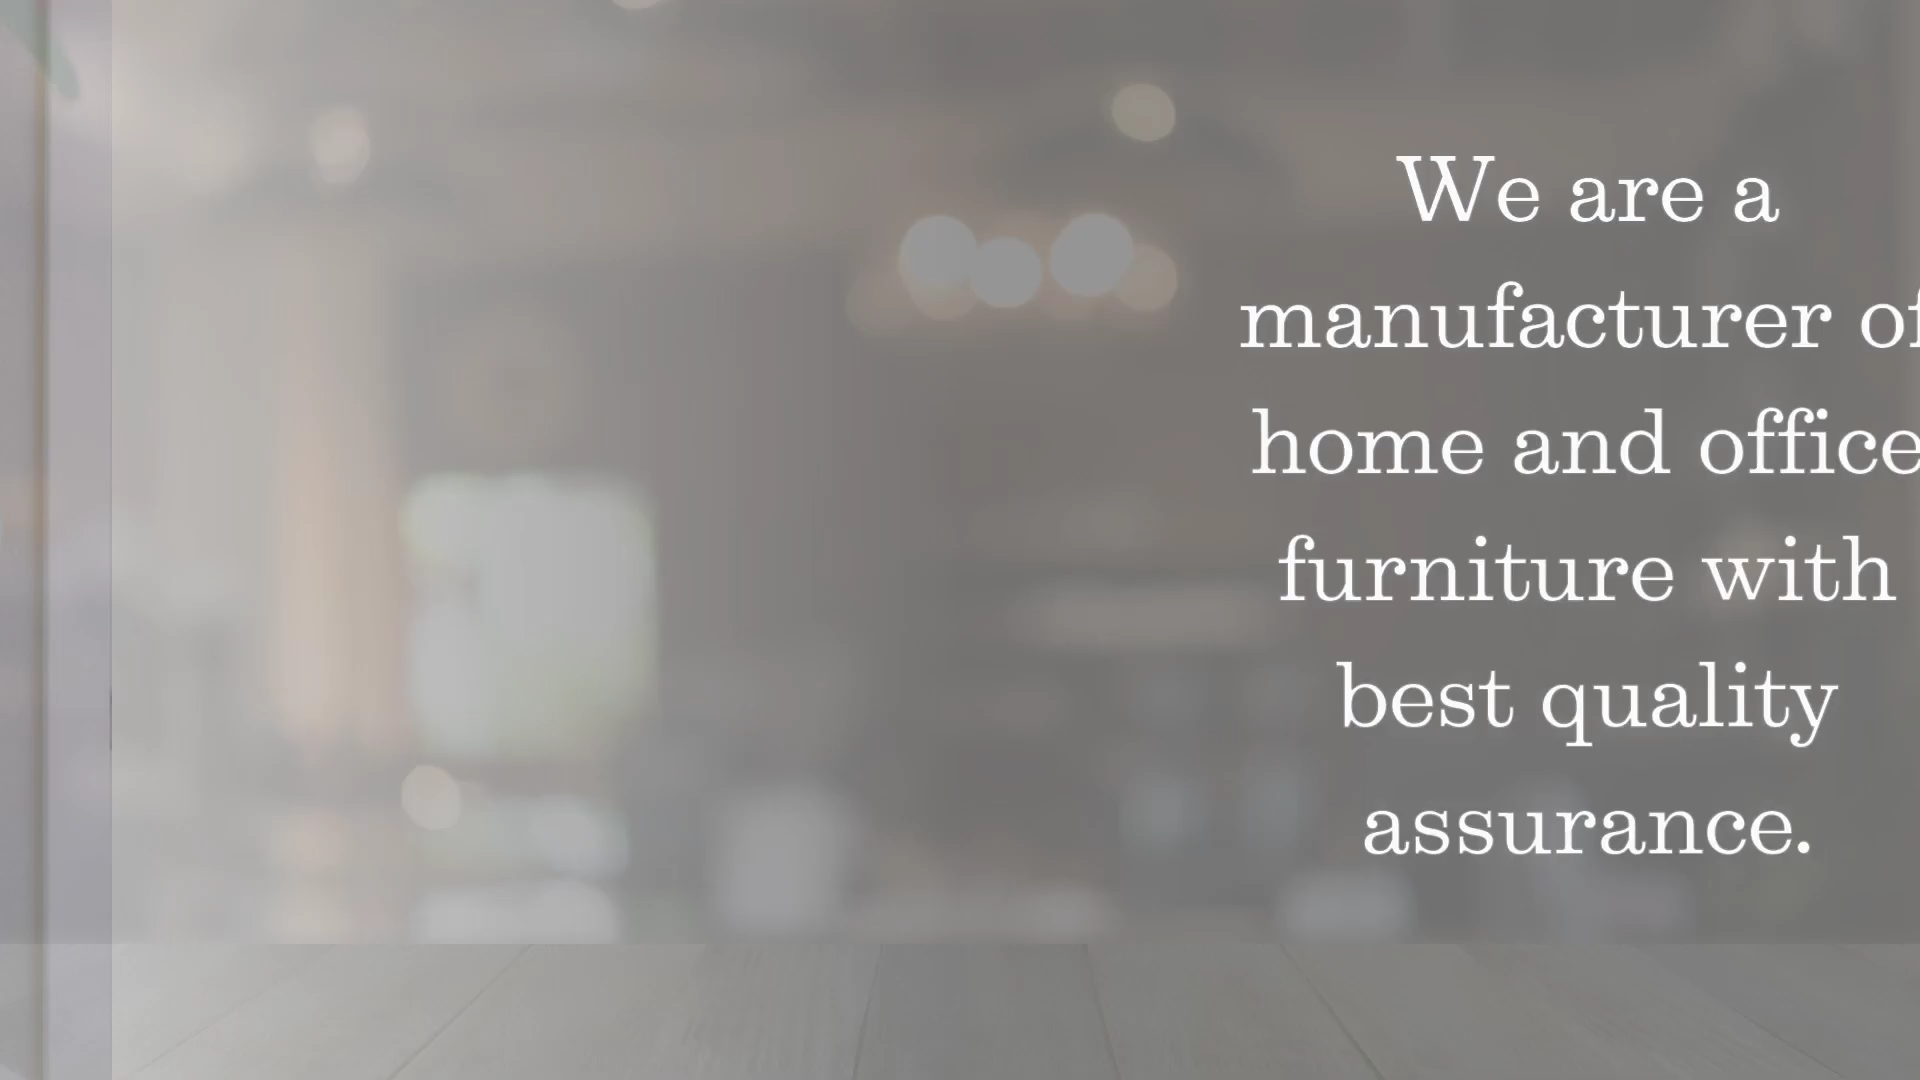 We are a
manufacturer of
home and office
furniture with
best quality
assurance.